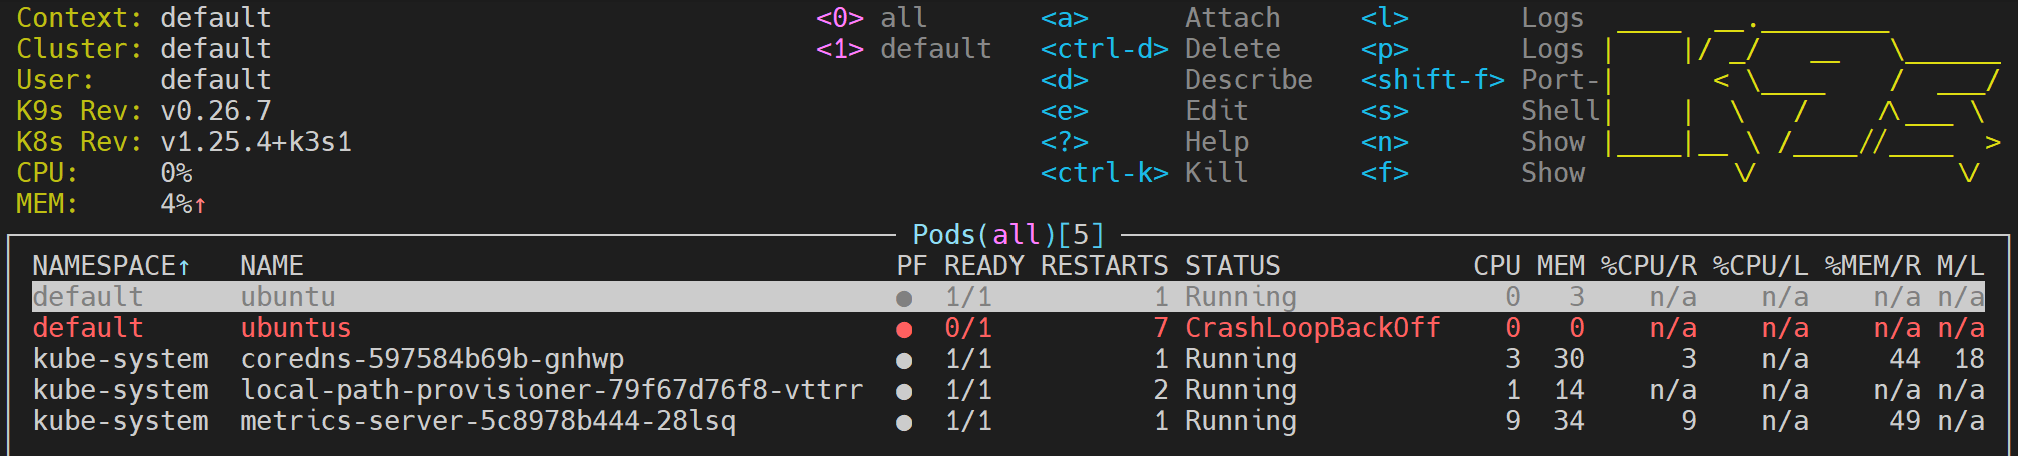 Context: default <0> all <a> Attach <l> Logs
Cluster: default <1> default <ctrl-d> Delete <p> Logs
User: default <d> Describe <shift-f> Port-
K9s Rev: v0.26.7 <e> Edit <s> Shell
K8s Rev: v1.25.4+k3s1 <?> Help <n> Show
CPU: 0% <ctrl-k> Kill <f> Show
MEM: 4%↑
Pods(all)[5]
NAMESPACE↑ NAME PF READY RESTARTS STATUS CPU MEM %CPU/R %CPU/L %MEM/R M/L
default ubuntu ● 1/1 1 Running 0 3 n/a n/a n/a n/a
default ubuntus ● 0/1 7 CrashLoopBackOff 0 0 n/a n/a n/a n/a
kube-system coredns-597584b69b-gnhwp ● 1/1 1 Running 3 30 3 n/a 44 18
kube-system local-path-provisioner-79f67d76f8-vttrr ● 1/1 2 Running 1 14 n/a n/a n/a n/a
kube-system metrics-server-5c8978b444-28lsq ● 1/1 1 Running 9 34 9 n/a 49 n/a